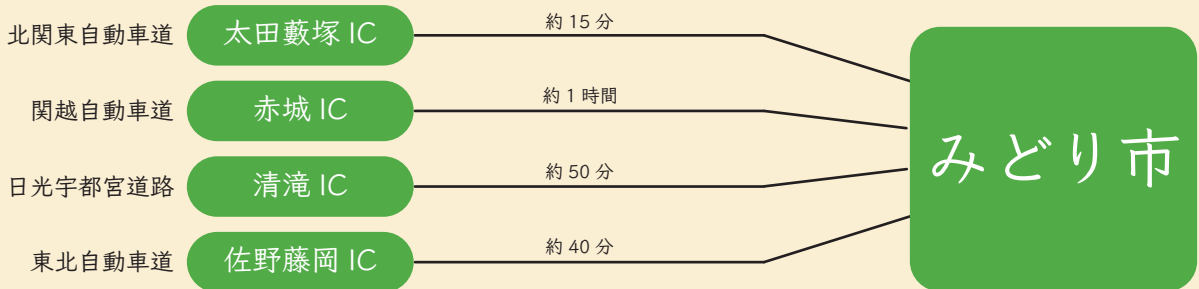 北関東自動車道 太田藪塚 IC 約 15 分
関越自動車道 赤城 IC 約 1 時間
日光宇都宮道路 清滝 IC 約 50 分
東北自動車道 佐野藤岡 IC 約 40 分
みどり市